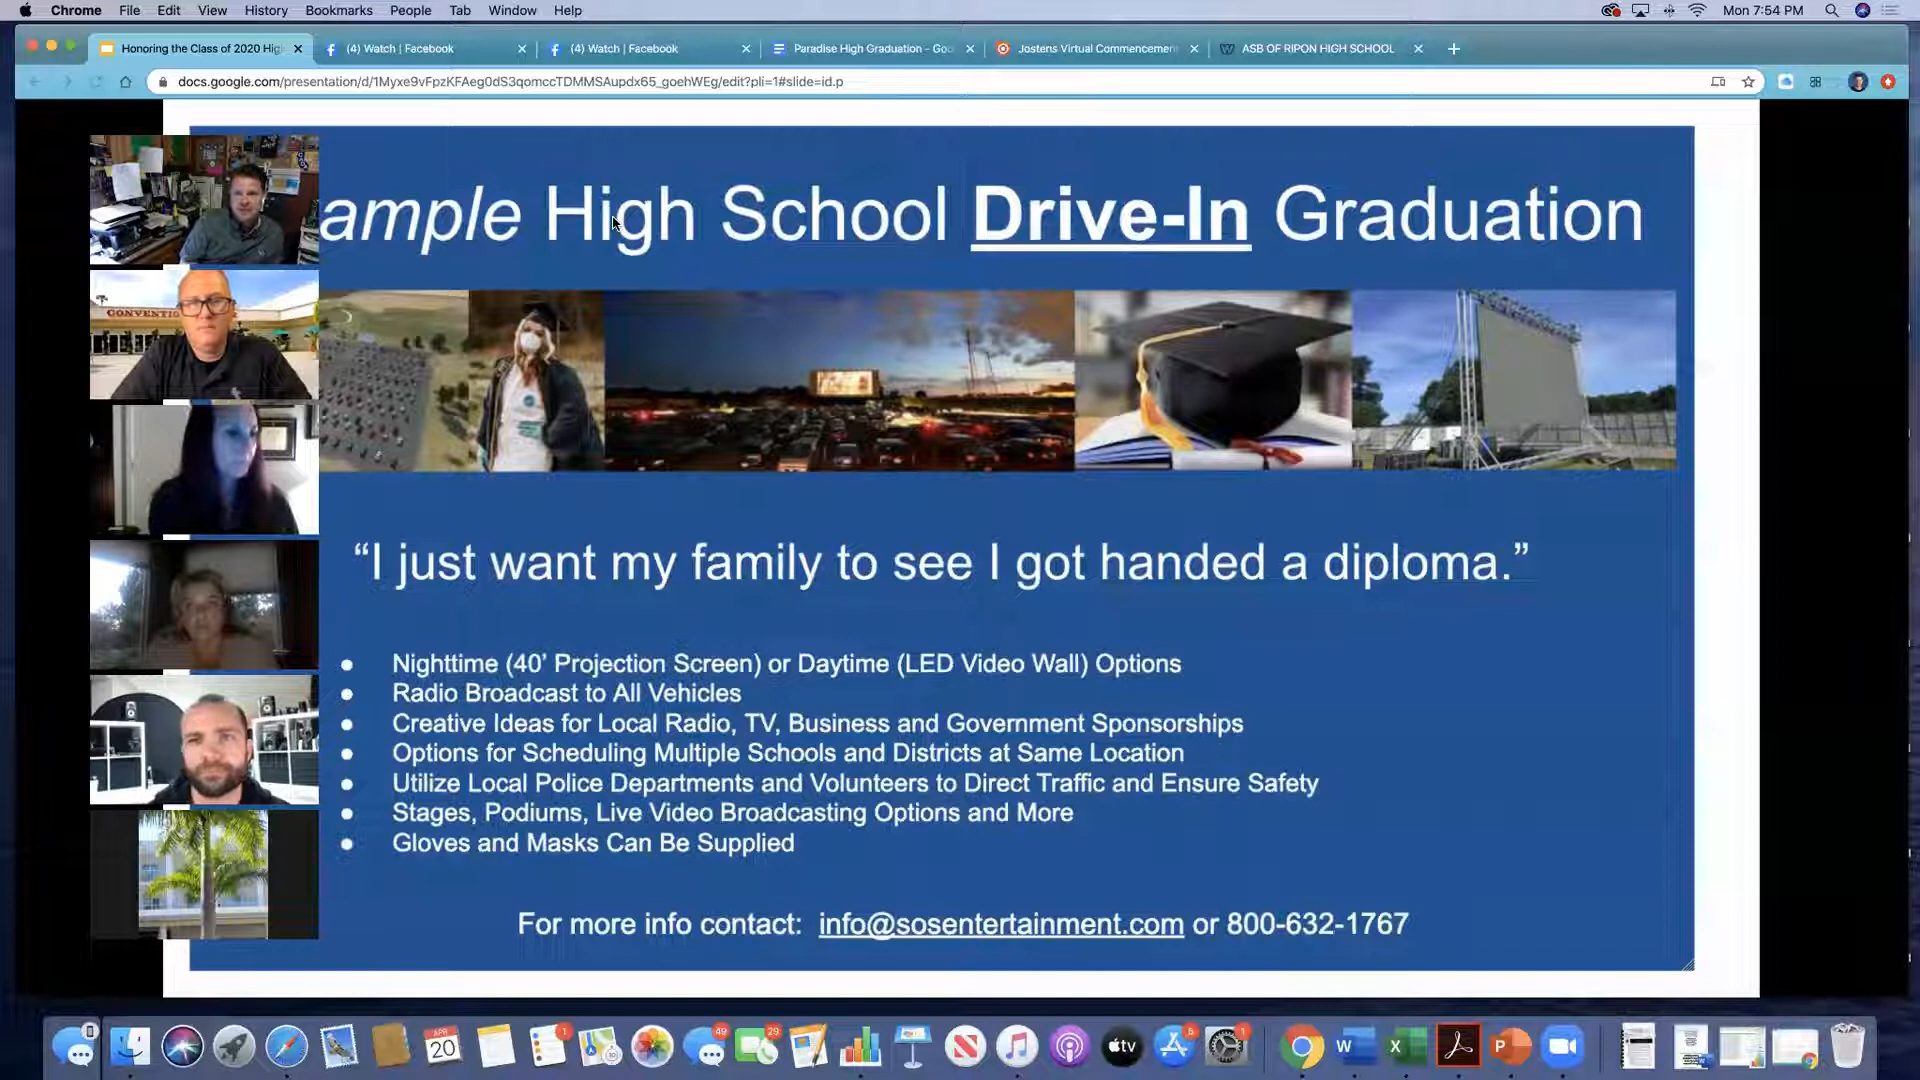 Chrome File Edit View History Bookmarks People Tab Window Help Mon 7:54 PM
Honoring the Class of 2020 Hig (4) Watch | Facebook (4) Watch | Facebook Paradise High Graduation - Goo Jostens Virtual Commencemen ASB OF RIPON HIGH SCHOOL
docs.google.com/presentation/d/1Myxe9vFpzKFAeg0dS3qomccTDMMSAupdx65_goehWEg/edit?pli=1#slide=id.p
ample High School Drive-In Graduation
CONVENTIO
“I just want my family to see I got handed a diploma.”
● Nighttime (40’ Projection Screen) or Daytime (LED Video Wall) Options
● Radio Broadcast to All Vehicles
● Creative Ideas for Local Radio, TV, Business and Government Sponsorships
● Options for Scheduling Multiple Schools and Districts at Same Location
● Utilize Local Police Departments and Volunteers to Direct Traffic and Ensure Safety
● Stages, Podiums, Live Video Broadcasting Options and More
● Gloves and Masks Can Be Supplied
For more info contact: info@sosentertainment.com or 800-632-1767
APR 20 1 49 29 tv 5 1 W X P